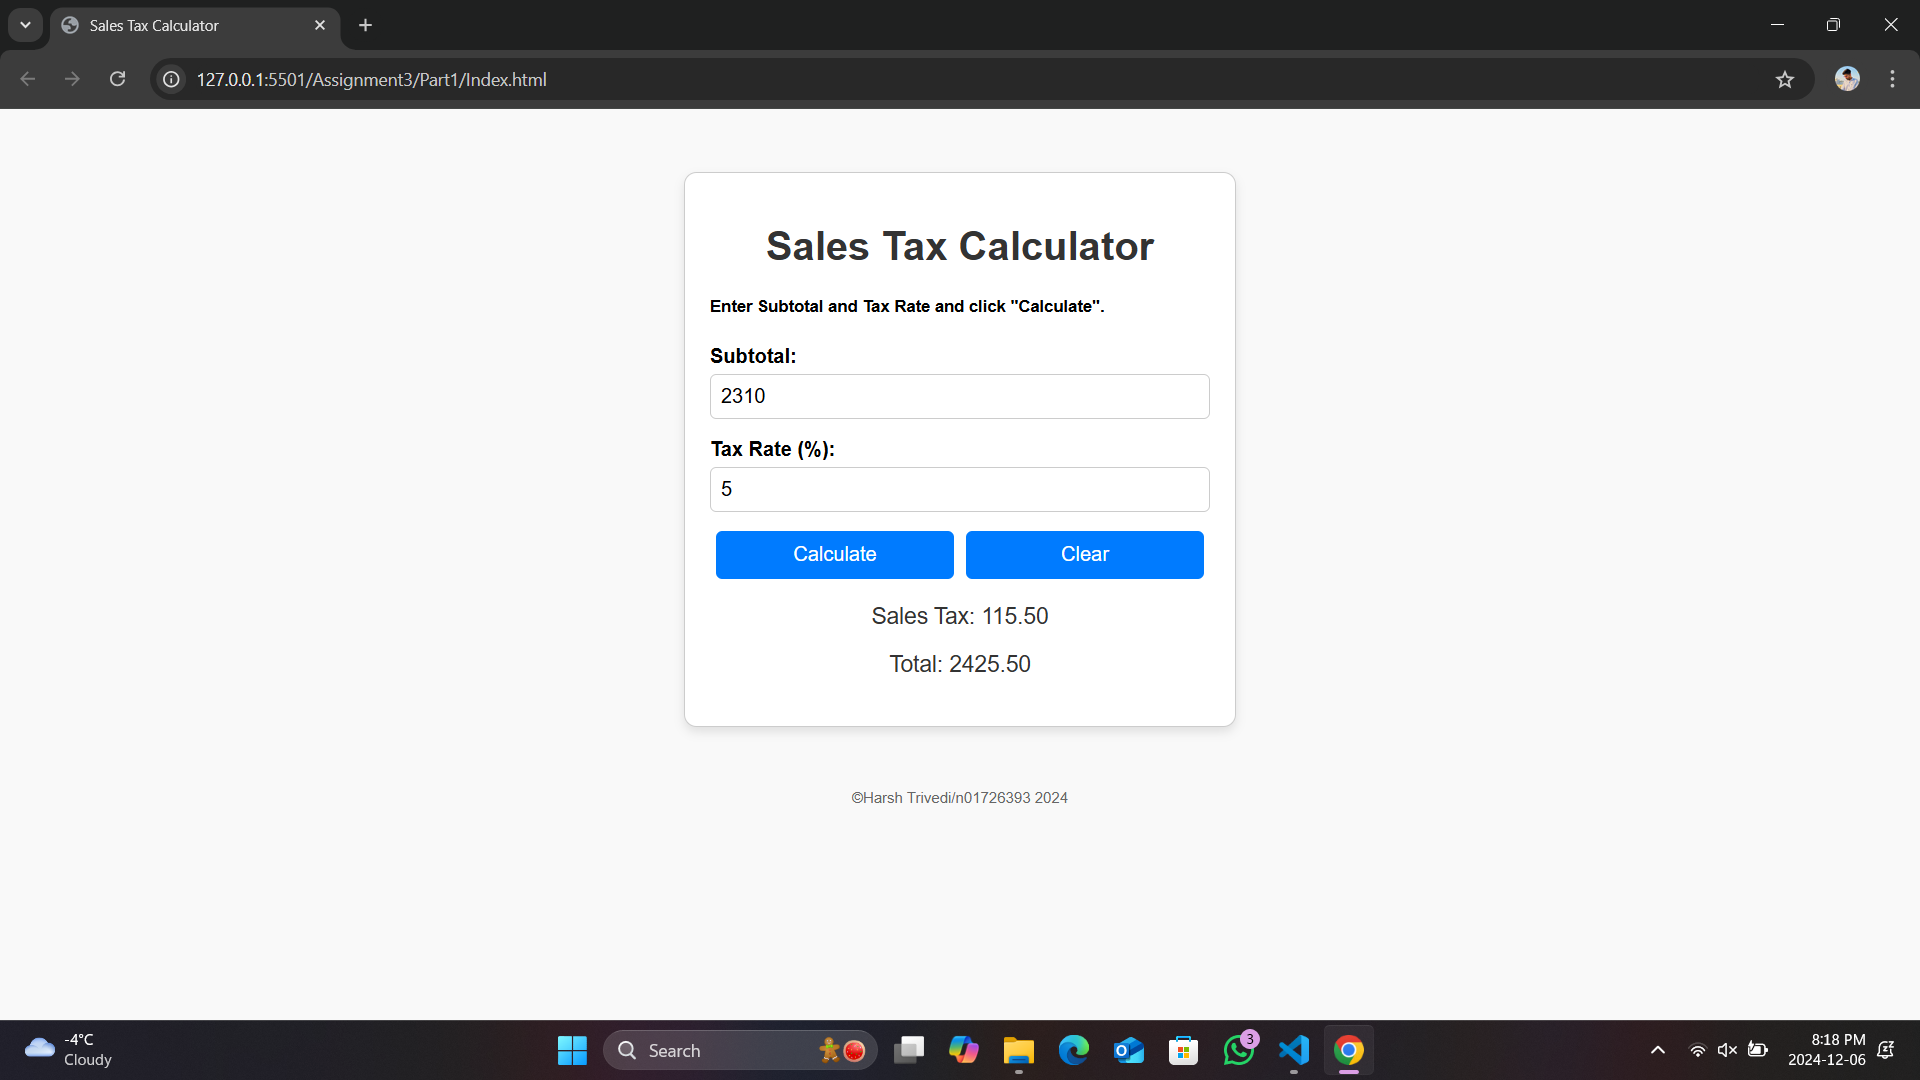 Sales Tax Calculator
127.0.0.1:5501/Assignment3/Part1/Index.html
Sales Tax Calculator
Enter Subtotal and Tax Rate and click "Calculate".
Subtotal:
2310
Tax Rate (%):
5
Calculate Clear
Sales Tax: 115.50
Total: 2425.50
©Harsh Trivedi/n01726393 2024
-4°C
Cloudy
Search
3
8:18 PM
2024-12-06